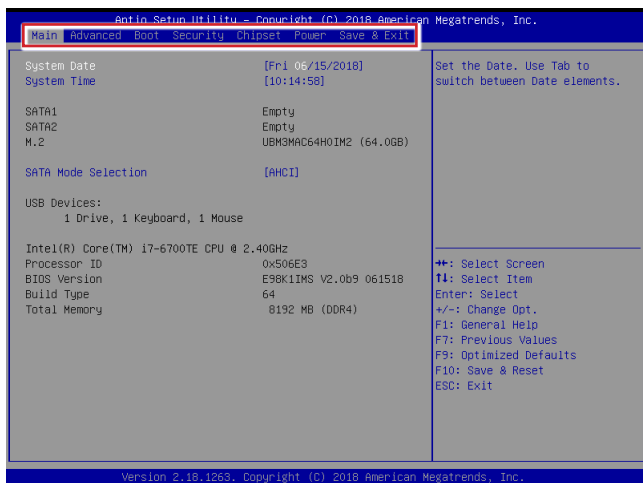 Aptio Setup Utility – Copyright (C) 2018 American Megatrends, Inc.
Main Advanced Boot Security Chipset Power Save & Exit
System Date [Fri 06/15/2018]
System Time [10:14:58]
SATA1 Empty
SATA2 Empty
M.2 UBM3MAC64H0IM2 (64.0GB)
SATA Mode Selection [AHCI]
USB Devices:
1 Drive, 1 Keyboard, 1 Mouse
Intel(R) Core(TM) i7-6700TE CPU @ 2.40GHz
Processor ID 0x506E3
BIOS Version E98K1IMS V2.0b9 061518
Build Type 64
Total Memory 8192 MB (DDR4)
Set the Date. Use Tab to
switch between Date elements.
→←: Select Screen
↑↓: Select Item
Enter: Select
+/-: Change Opt.
F1: General Help
F7: Previous Values
F9: Optimized Defaults
F10: Save & Reset
ESC: Exit
Version 2.18.1263. Copyright (C) 2018 American Megatrends, Inc.